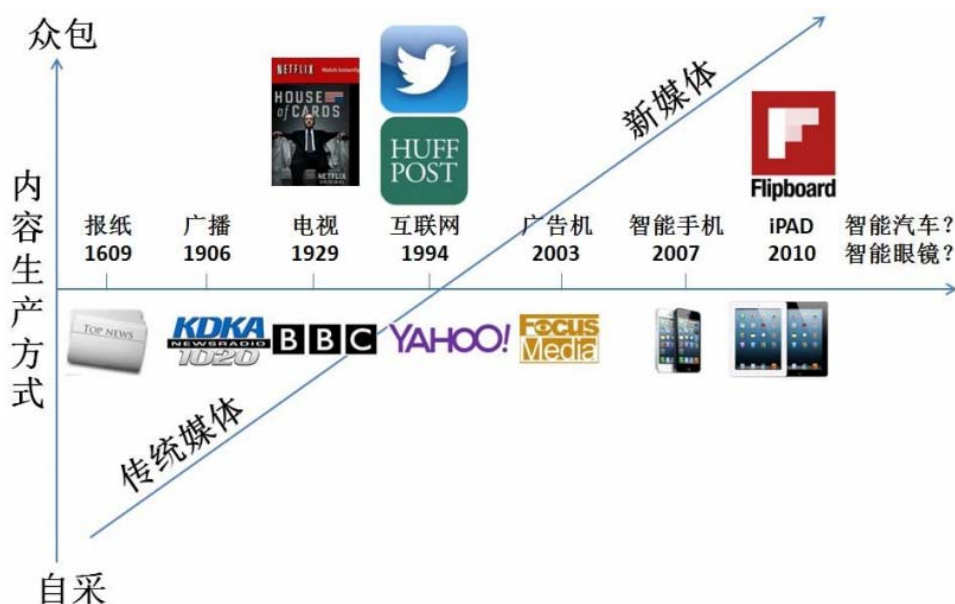 众包
NETFLIX Watch Instantly
HOUSE
of CARDS
NETFLIX
HUFF
POST
新媒体
Flipboard
内容生产方式
报纸 广播 电视 互联网 广告机 智能手机 iPAD 智能汽车?
1609 1906 1929 1994 2003 2007 2010 智能眼镜?
TOP NEWS
KDKA
NEWSRADIO
1020
BBC
YAHOO!
Focus
Media
传统媒体
自采